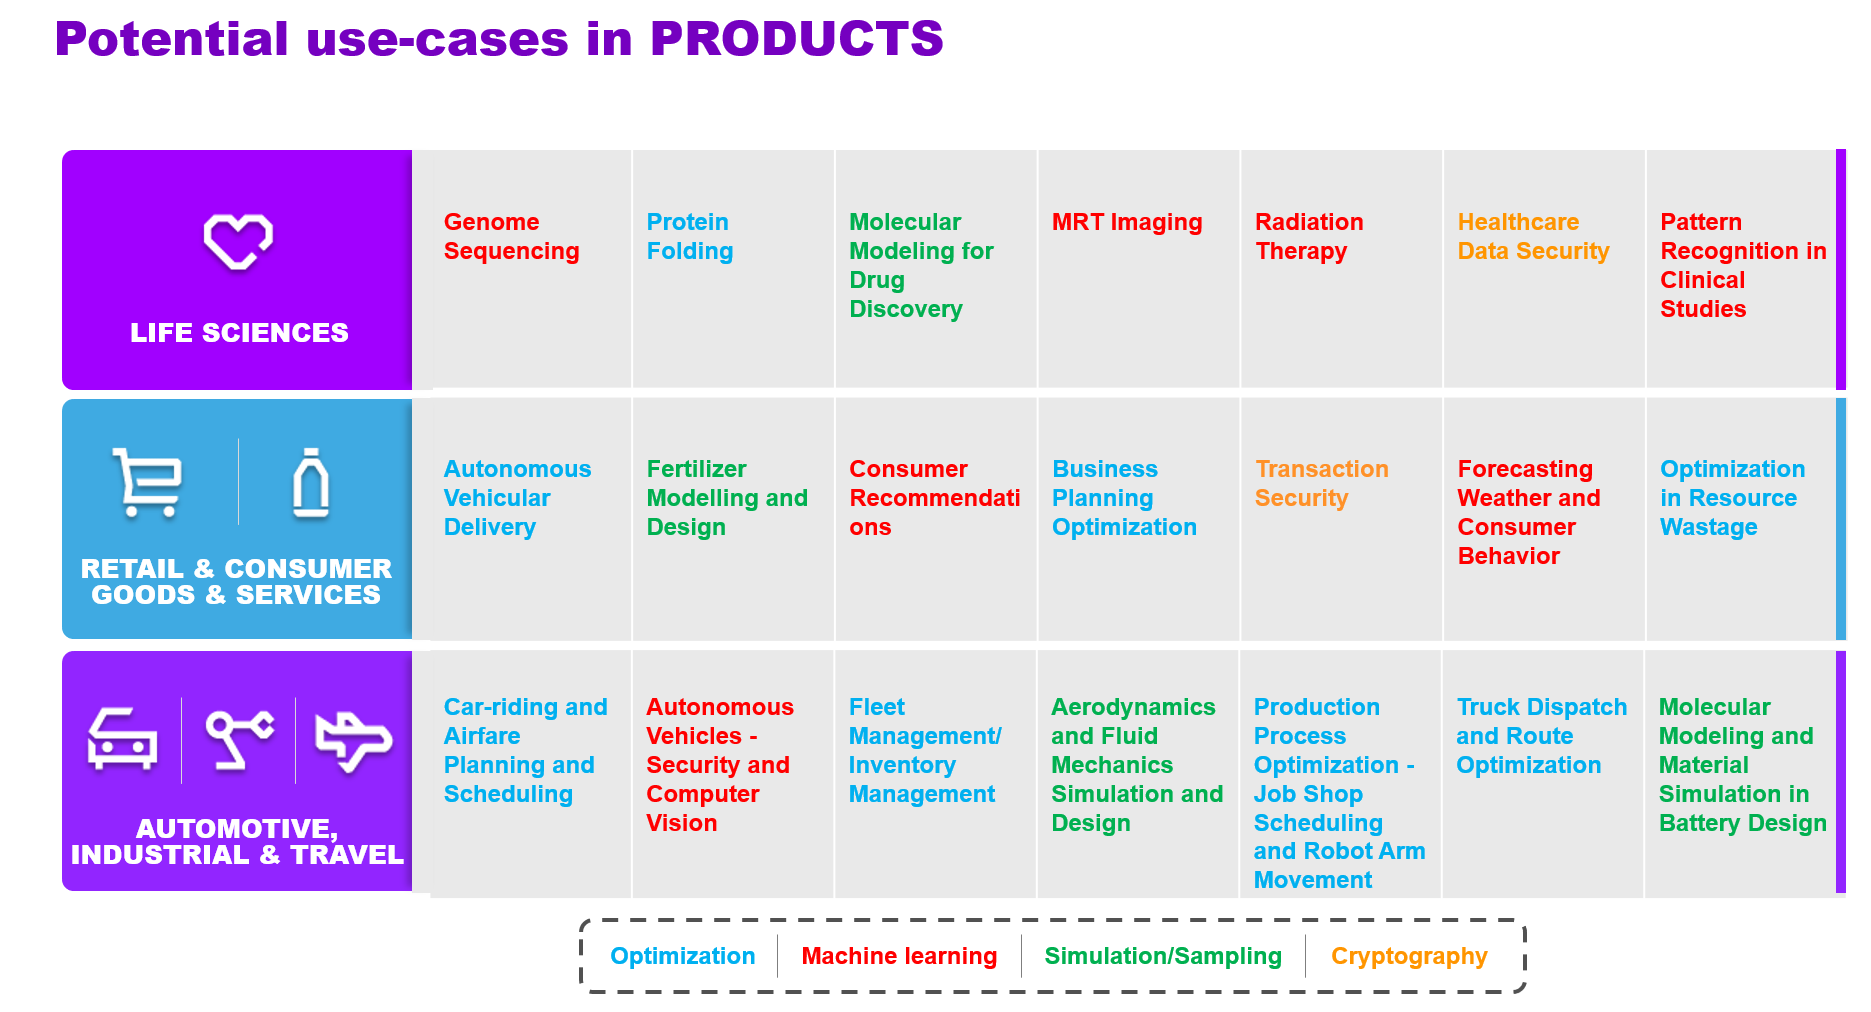 Potential use-cases in PRODUCTS
LIFE SCIENCES
Genome
Sequencing
Protein
Folding
Molecular
Modeling for
Drug
Discovery
MRT Imaging
Radiation
Therapy
Healthcare
Data Security
Pattern
Recognition in
Clinical
Studies
RETAIL & CONSUMER
GOODS & SERVICES
Autonomous
Vehicular
Delivery
Fertilizer
Modelling and
Design
Consumer
Recommendati
ons
Business
Planning
Optimization
Transaction
Security
Forecasting
Weather and
Consumer
Behavior
Optimization
in Resource
Wastage
AUTOMOTIVE,
INDUSTRIAL & TRAVEL
Car-riding and
Airfare
Planning and
Scheduling
Autonomous
Vehicles -
Security and
Computer
Vision
Fleet
Management/
Inventory
Management
Aerodynamics
and Fluid
Mechanics
Simulation and
Design
Production
Process
Optimization -
Job Shop
Scheduling
and Robot Arm
Movement
Truck Dispatch
and Route
Optimization
Molecular
Modeling and
Material
Simulation in
Battery Design
Optimization
Machine learning
Simulation/Sampling
Cryptography